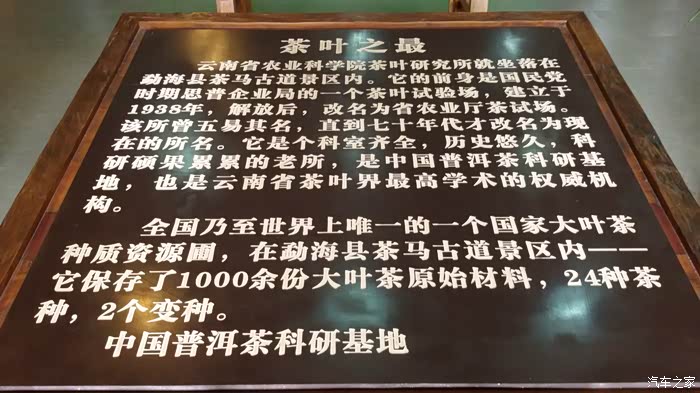 茶叶之最
云南省农业科学院茶叶研究所就坐落在
勐海县茶马古道景区内。它的前身是国民党
时期思普企业局的一个茶叶试验场，建立于
1938年，解放后，改名为省农业厅茶试场。
该所曾五易其名，直到七十年代才改名为现
在的所名。它是个科室齐全，历史悠久，科
研硕果累累的老所，是中国普洱茶科研基
地，也是云南省茶叶界最高学术的权威机
构。
全国乃至世界上唯一的一个国家大叶茶
种质资源圃，在勐海县茶马古道景区内——
它保存了1000余份大叶茶原始材料，24种茶
种，2个变种。
中国普洱茶科研基地
汽车之家